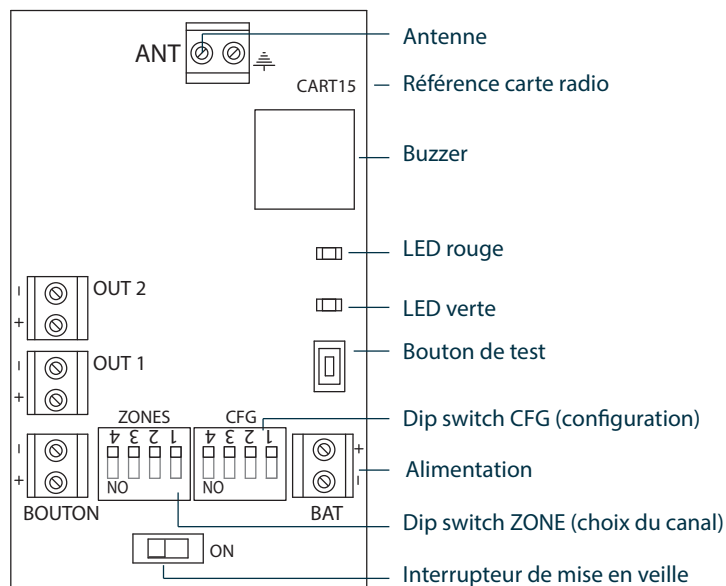 ANT
Antenne
CART15
Référence carte radio
Buzzer
LED rouge
OUT 2
- +
LED verte
OUT 1
- +
Bouton de test
ZONES
CFG
Dip switch CFG (configuration)
4 3 2 1
4 3 2 1
- +
+ -
Alimentation
NO
NO
BOUTON
BAT
Dip switch ZONE (choix du canal)
ON
Interrupteur de mise en veille